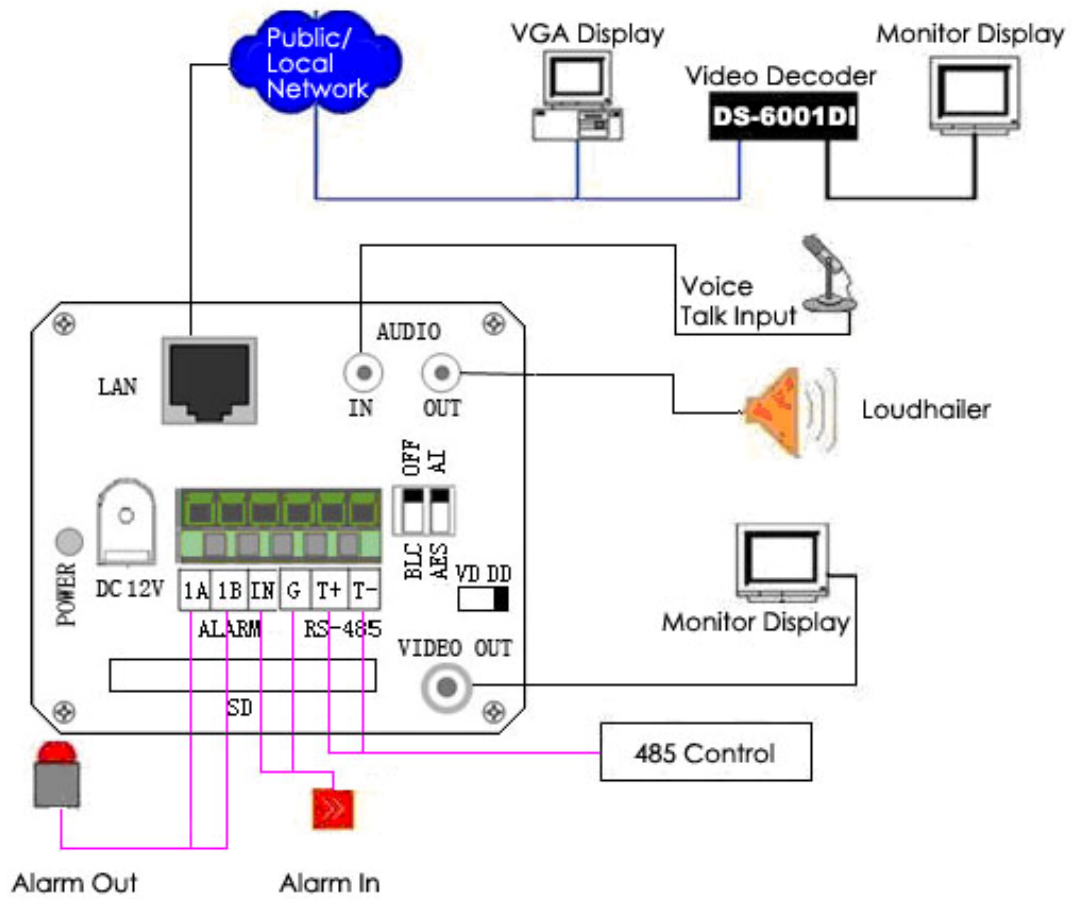 Public/
Local
Network
VGA Display
Monitor Display
Video Decoder
DS-6001DI
Voice
Talk Input
AUDIO
LAN
IN
OUT
Loudhailer
OFF
AI
BLC
AES
VD DD
POWER
DC 12V
1A 1B IN G T+ T-
ALARM
RS-485
Monitor Display
VIDEO OUT
SD
485 Control
Alarm Out
Alarm In